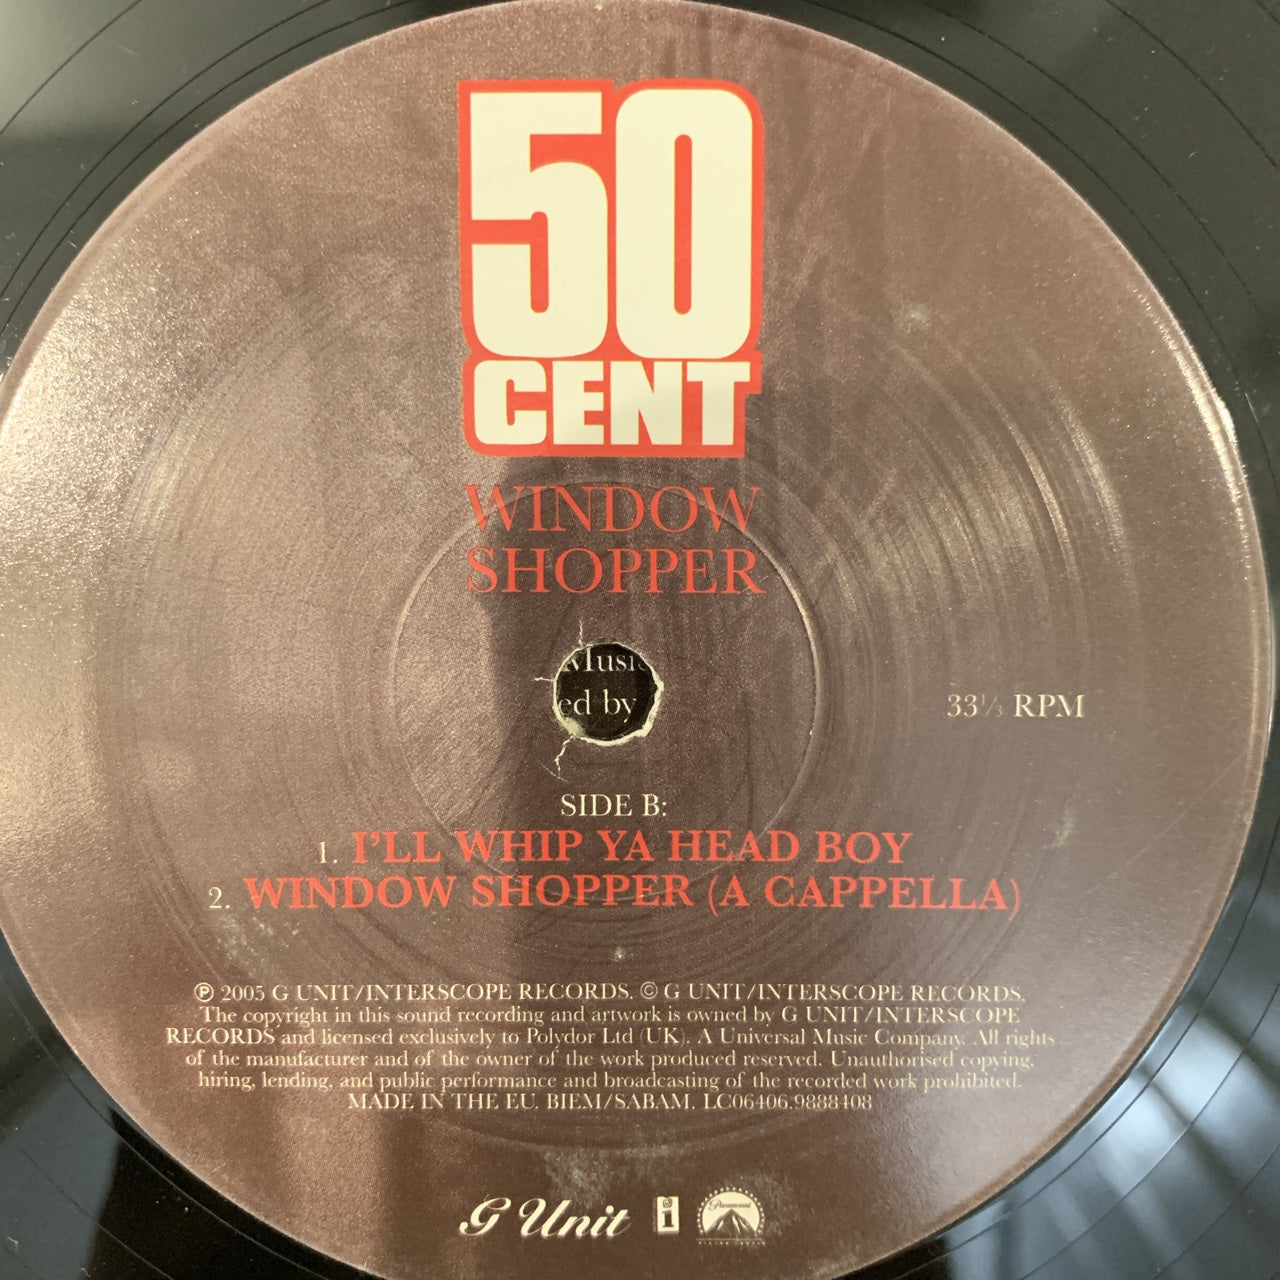 50
CENT
WINDOW
SHOPPER
Music
ed by
33⅓ RPM
SIDE B:
1. I'LL WHIP YA HEAD BOY
2. WINDOW SHOPPER (A CAPPELLA)
℗ 2005 G UNIT/INTERSCOPE RECORDS. © G UNIT/INTERSCOPE RECORDS.
The copyright in this sound recording and artwork is owned by G UNIT/INTERSCOPE
RECORDS and licensed exclusively to Polydor Ltd (UK). A Universal Music Company. All rights
of the manufacturer and of the owner of the work produced reserved. Unauthorised copying,
hiring, lending, and public performance and broadcasting of the recorded work prohibited.
MADE IN THE EU. BIEM/SABAM. LC06406.9888408
G Unit i Paramount